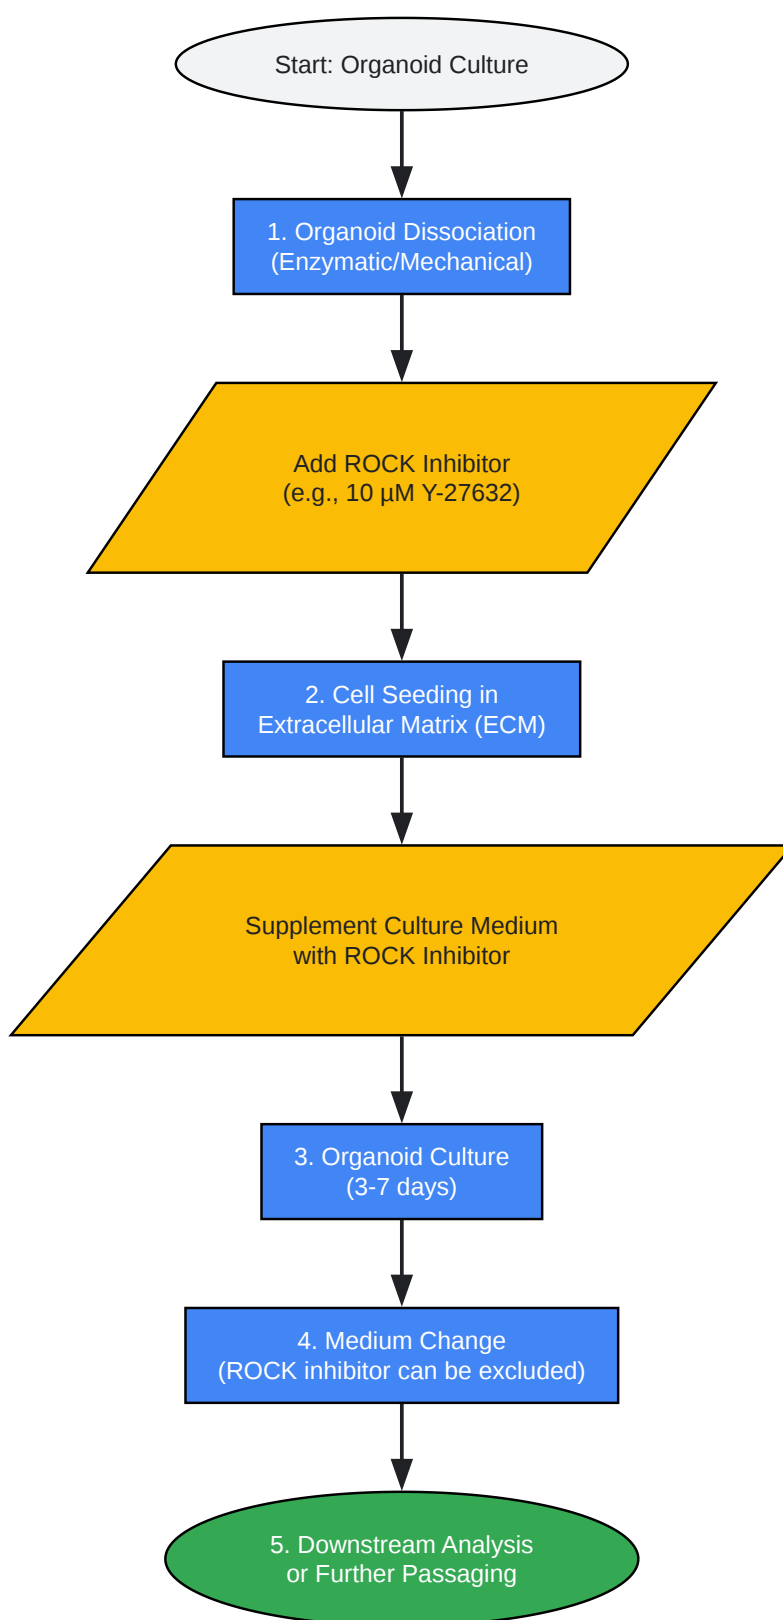 Start: Organoid Culture
1. Organoid Dissociation
(Enzymatic/Mechanical)
Add ROCK Inhibitor
(e.g., 10 µM Y-27632)
2. Cell Seeding in
Extracellular Matrix (ECM)
Supplement Culture Medium
with ROCK Inhibitor
3. Organoid Culture
(3-7 days)
4. Medium Change
(ROCK inhibitor can be excluded)
5. Downstream Analysis
or Further Passaging